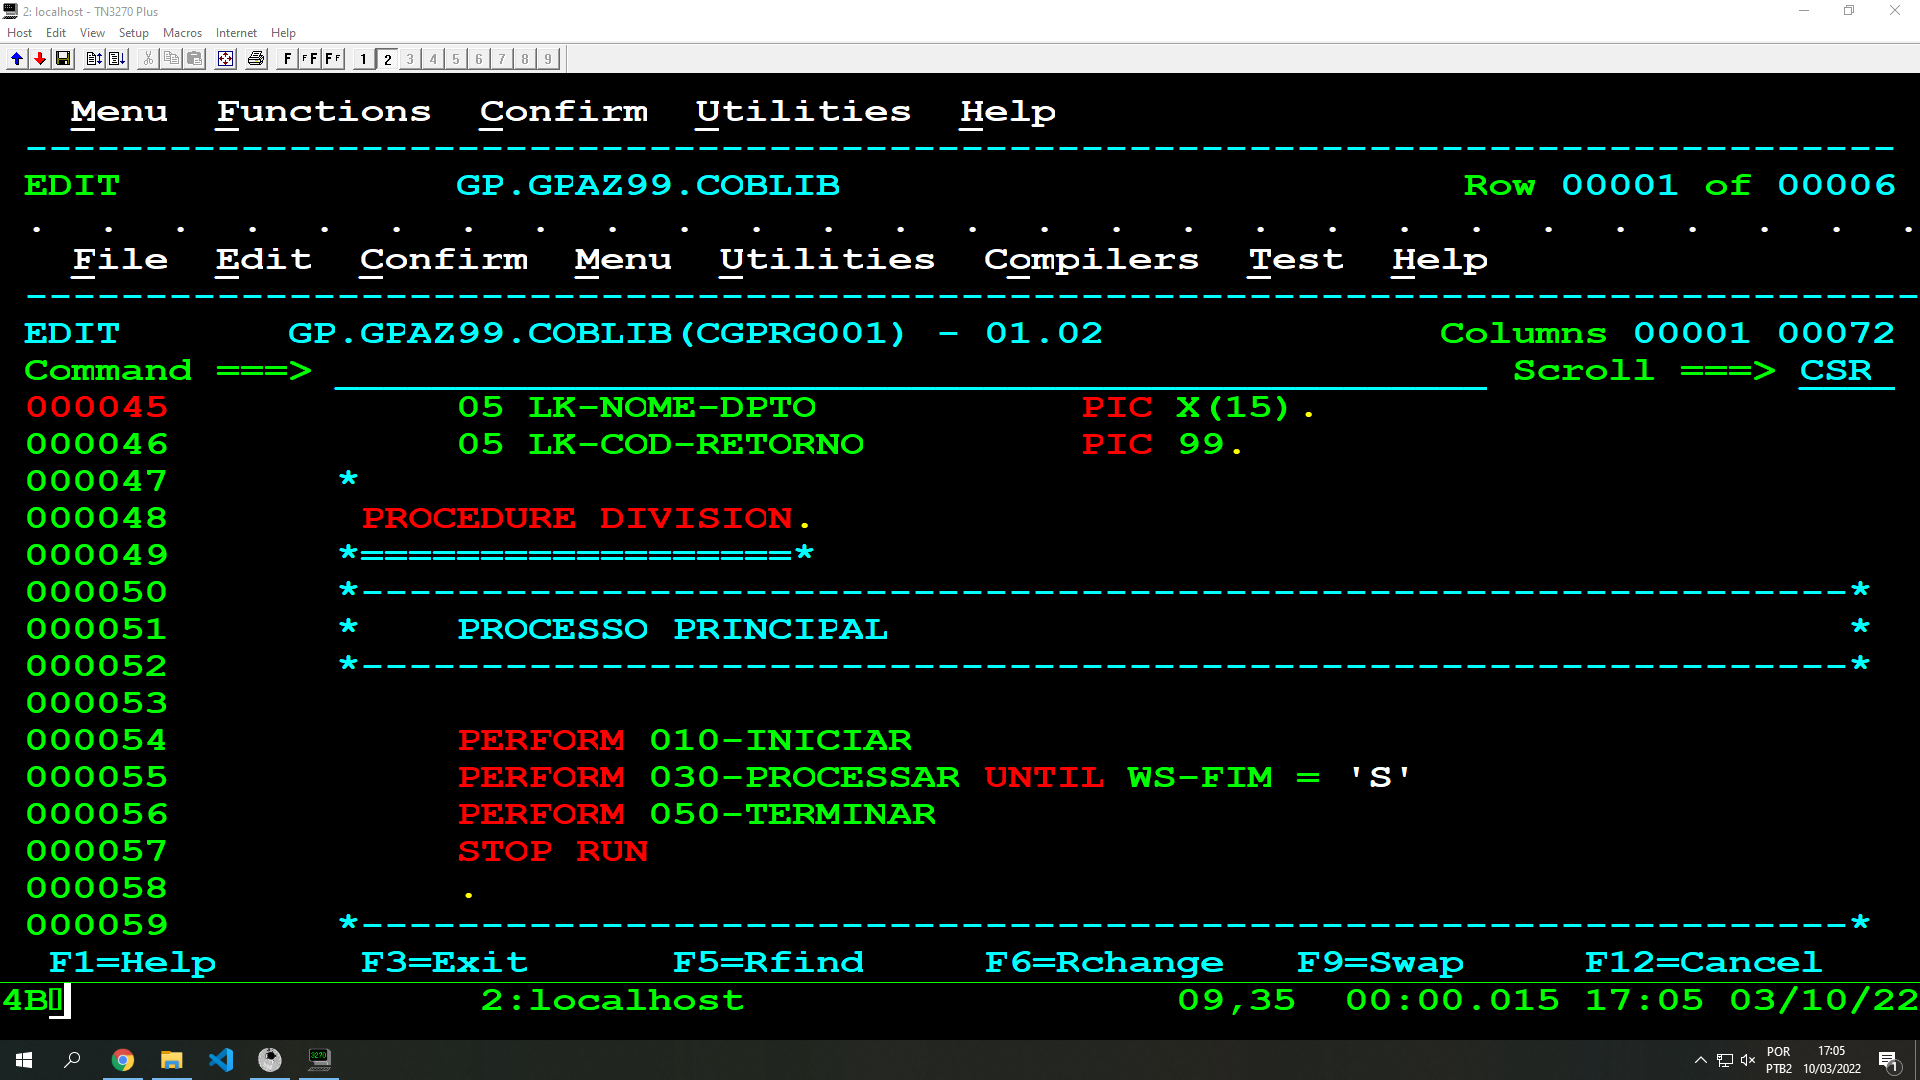 2: localhost - TN3270 Plus
Host Edit View Setup Macros Internet Help
F FF FF 1 2 3 4 5 6 7 8 9
Menu Functions Confirm Utilities Help
-------------------------------------------------------------------------------
EDIT GP.GPAZ99.COBLIB Row 00001 of 00006
. . . . . . . . . . . . . . . . . . . . . . . . . . .
File Edit Confirm Menu Utilities Compilers Test Help
-------------------------------------------------------------------------------
EDIT GP.GPAZ99.COBLIB(CGPRG001) - 01.02 Columns 00001 00072
Command ===> Scroll ===> CSR
000045 05 LK-NOME-DPTO PIC X(15).
000046 05 LK-COD-RETORNO PIC 99.
000047 *
000048 PROCEDURE DIVISION.
000049 *==================*
000050 *--------------------------------------------------------------*
000051 * PROCESSO PRINCIPAL *
000052 *--------------------------------------------------------------*
000053
000054 PERFORM 010-INICIAR
000055 PERFORM 030-PROCESSAR UNTIL WS-FIM = 'S'
000056 PERFORM 050-TERMINAR
000057 STOP RUN
000058 .
000059 *--------------------------------------------------------------*
F1=Help F3=Exit F5=Rfind F6=Rchange F9=Swap F12=Cancel
4B 2:localhost 09,35 00:00.015 17:05 03/10/22
3270 POR 17:05
PTB2 10/03/2022 1